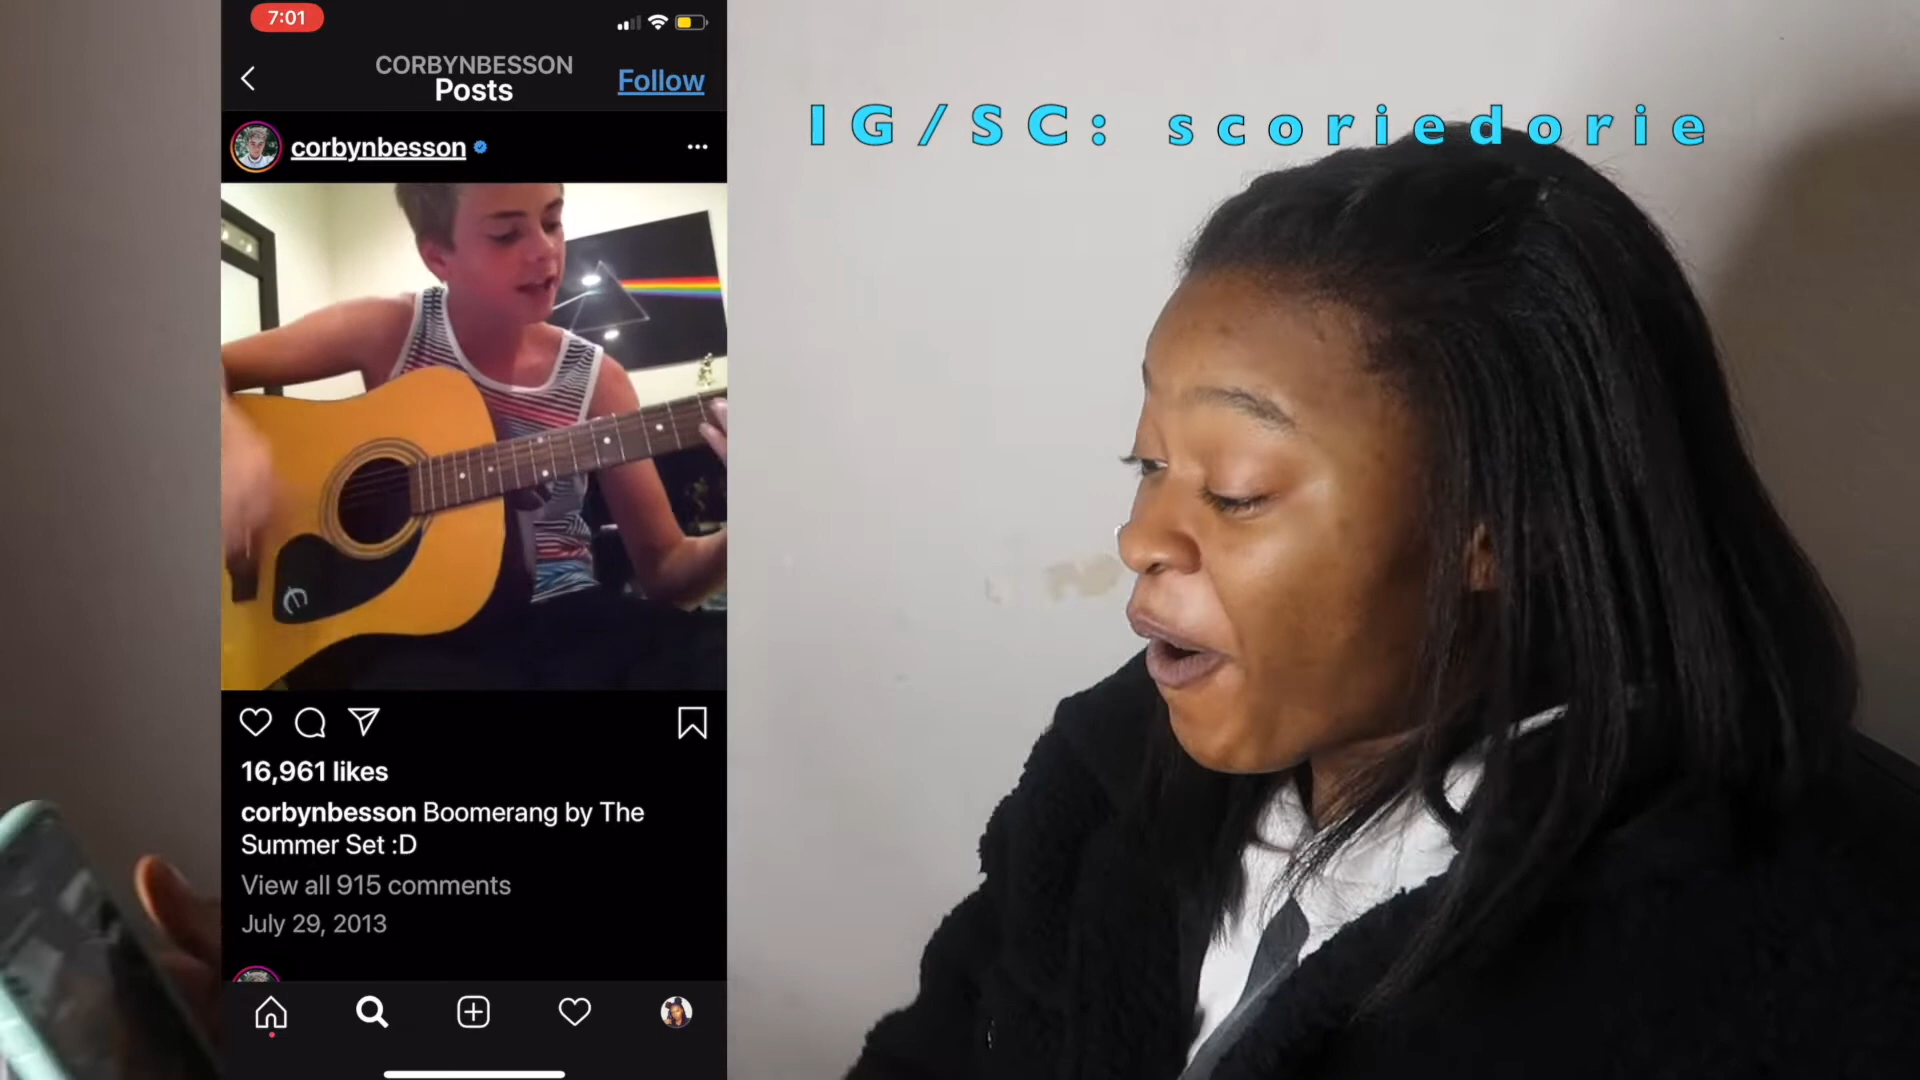 7:01
CORBYNBESSON
Posts
Follow
corbynbesson
IG/SC: scoriedorie
16,961 likes
corbynbesson Boomerang by The
Summer Set :D
View all 915 comments
July 29, 2013